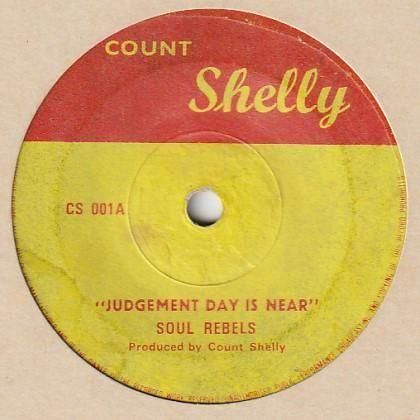 COUNT
Shelly
CS 001A
"JUDGEMENT DAY IS NEAR"
SOUL REBELS
Produced by Count Shelly